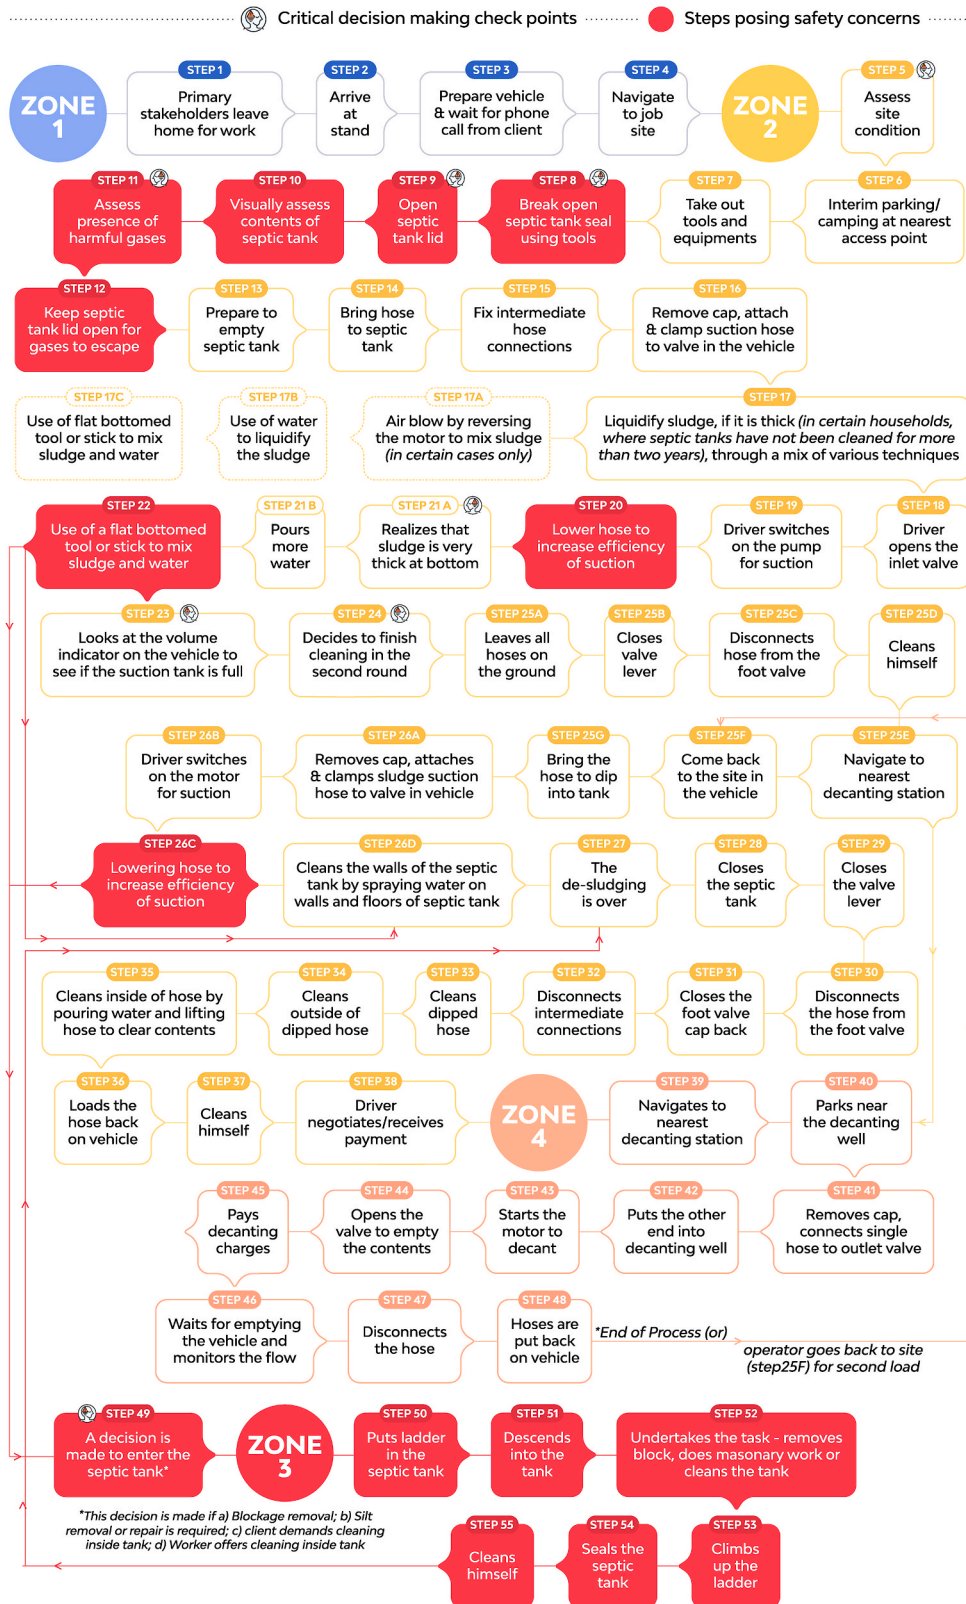 Critical decision making check points
Steps posing safety concerns
ZONE
1
STEP 1
Primary
stakeholders leave
home for work
STEP 2
Arrive
at
stand
STEP 3
Prepare vehicle
& wait for phone
call from client
STEP 4
Navigate
to job
site
ZONE
2
STEP 5
Assess
site
condition
STEP 6
Interim parking/
camping at nearest
access point
STEP 7
Take out
tools and
equipments
STEP 8
Break open
septic tank seal
using tools
STEP 9
Open
septic
tank lid
STEP 10
Visually assess
contents of
septic tank
STEP 11
Assess
presence of
harmful gases
STEP 12
Keep septic
tank lid open for
gases to escape
STEP 13
Prepare to
empty
septic tank
STEP 14
Bring hose
to septic
tank
STEP 15
Fix intermediate
hose
connections
STEP 16
Remove cap, attach
& clamp suction hose
to valve in the vehicle
STEP 17
Liquidify sludge, if it is thick (in certain households,
where septic tanks have not been cleaned for more
than two years), through a mix of various techniques
STEP 17A
Air blow by reversing
the motor to mix sludge
(in certain cases only)
STEP 17B
Use of water
to liquidify
the sludge
STEP 17C
Use of flat bottomed
tool or stick to mix
sludge and water
STEP 18
Driver
opens the
inlet valve
STEP 19
Driver switches
on the pump
for suction
STEP 20
Lower hose to
increase efficiency
of suction
STEP 21 A
Realizes that
sludge is very
thick at bottom
STEP 21 B
Pours
more
water
STEP 22
Use of a flat bottomed
tool or stick to mix
sludge and water
STEP 23
Looks at the volume
indicator on the vehicle to
see if the suction tank is full
STEP 24
Decides to finish
cleaning in the
second round
STEP 25A
Leaves all
hoses on
the ground
STEP 25B
Closes
valve
lever
STEP 25C
Disconnects
hose from the
foot valve
STEP 25D
Cleans
himself
STEP 25E
Navigate to
nearest
decanting station
STEP 25F
Come back
to the site in
the vehicle
STEP 25G
Bring the
hose to dip
into tank
STEP 26A
Removes cap, attaches
& clamps sludge suction
hose to valve in vehicle
STEP 26B
Driver switches
on the motor
for suction
STEP 26C
Lowering hose to
increase efficiency
of suction
STEP 26D
Cleans the walls of the septic
tank by spraying water on
walls and floors of septic tank
STEP 27
The
de-sludging
is over
STEP 28
Closes
the septic
tank
STEP 29
Closes
the valve
lever
STEP 30
Disconnects
the hose from
the foot valve
STEP 31
Closes the
foot valve
cap back
STEP 32
Disconnects
intermediate
connections
STEP 33
Cleans
dipped
hose
STEP 34
Cleans
outside of
dipped hose
STEP 35
Cleans inside of hose by
pouring water and lifting
hose to clear contents
STEP 36
Loads the
hose back
on vehicle
STEP 37
Cleans
himself
STEP 38
Driver
negotiates/receives
payment
ZONE
4
STEP 39
Navigates to
nearest
decanting station
STEP 40
Parks near
the decanting
well
STEP 41
Removes cap,
connects single
hose to outlet valve
STEP 42
Puts the other
end into
decanting well
STEP 43
Starts the
motor to
decant
STEP 44
Opens the
valve to empty
the contents
STEP 45
Pays
decanting
charges
STEP 46
Waits for emptying
the vehicle and
monitors the flow
STEP 47
Disconnects
the hose
STEP 48
Hoses are
put back
on vehicle
*End of Process (or)
operator goes back to site
(step25F) for second load
STEP 49
A decision is
made to enter the
septic tank*
ZONE
3
STEP 50
Puts ladder
in the
septic tank
STEP 51
Descends
into the
tank
STEP 52
Undertakes the task - removes
block, does masonary work or
cleans the tank
*This decision is made if a) Blockage removal; b) Silt
removal or repair is required; c) client demands cleaning
inside tank; d) Worker offers cleaning inside tank
STEP 53
Climbs
up the
ladder
STEP 54
Seals the
septic
tank
STEP 55
Cleans
himself